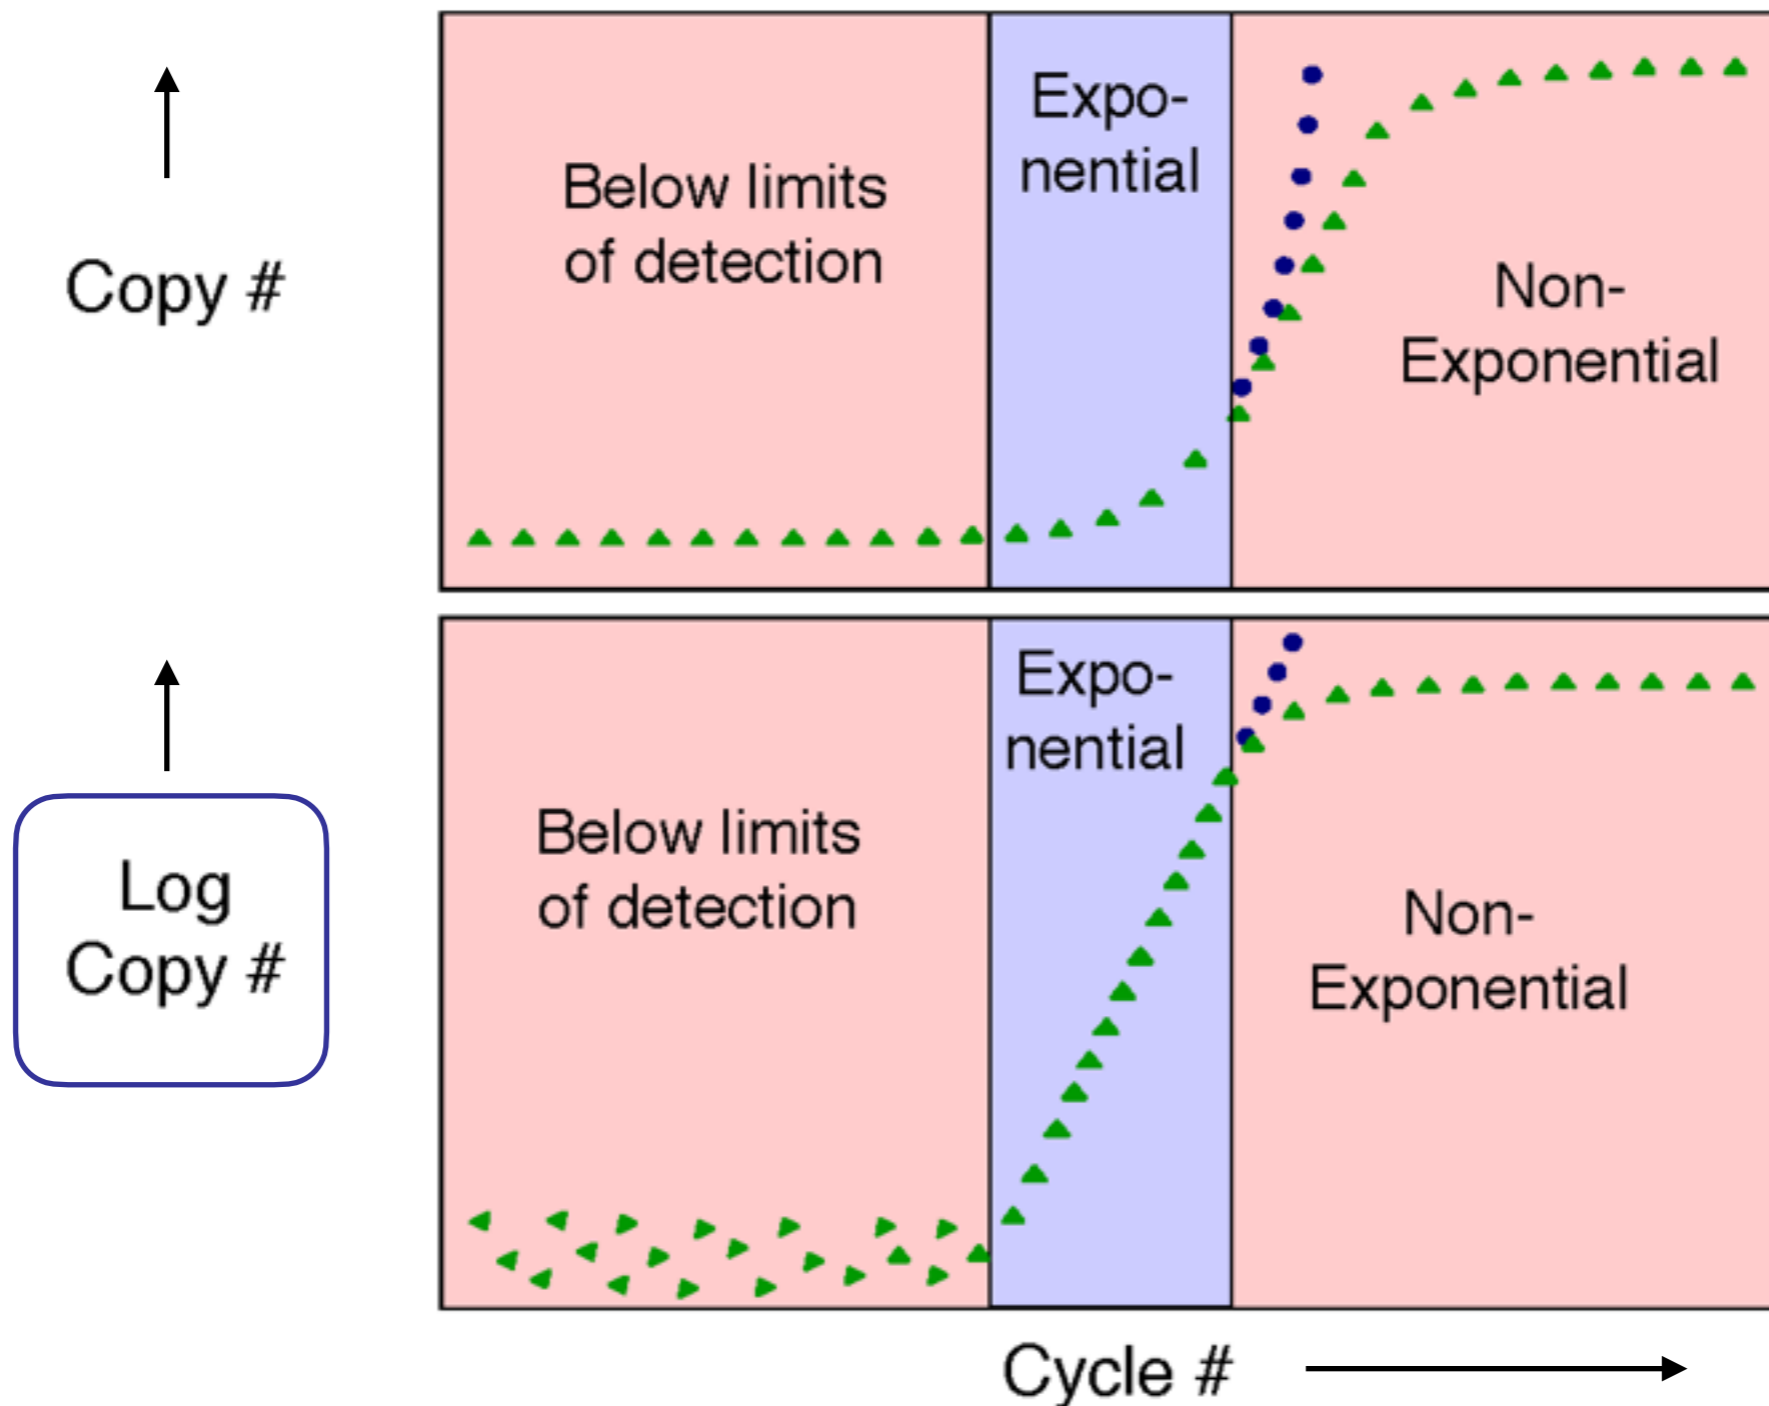 Copy #
Below limits
of detection
Expo-
nential
Non-
Exponential
Log
Copy #
Below limits
of detection
Expo-
nential
Non-
Exponential
Cycle #